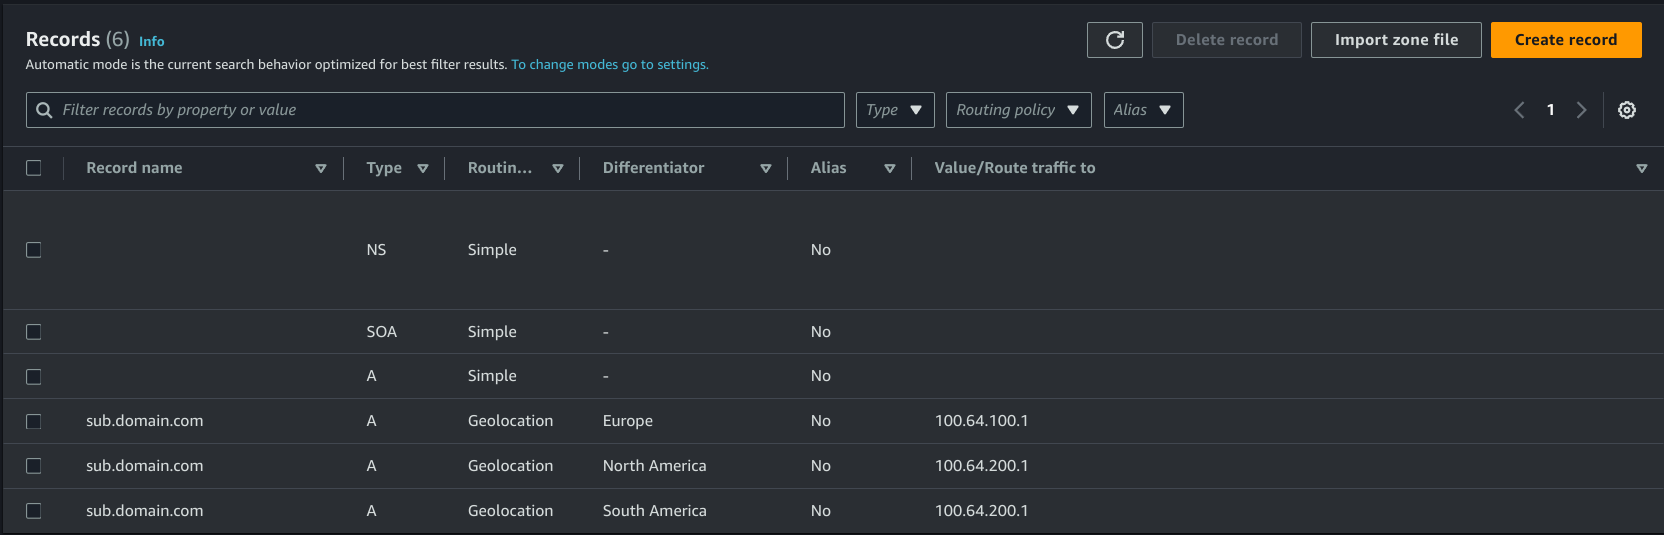 Records (6) Info
Automatic mode is the current search behavior optimized for best filter results. To change modes go to settings.
Delete record Import zone file Create record
Filter records by property or value Type Routing policy Alias 1
Record name Type Routin... Differentiator Alias Value/Route traffic to
NS Simple - No
SOA Simple - No
A Simple - No
sub.domain.com A Geolocation Europe No 100.64.100.1
sub.domain.com A Geolocation North America No 100.64.200.1
sub.domain.com A Geolocation South America No 100.64.200.1